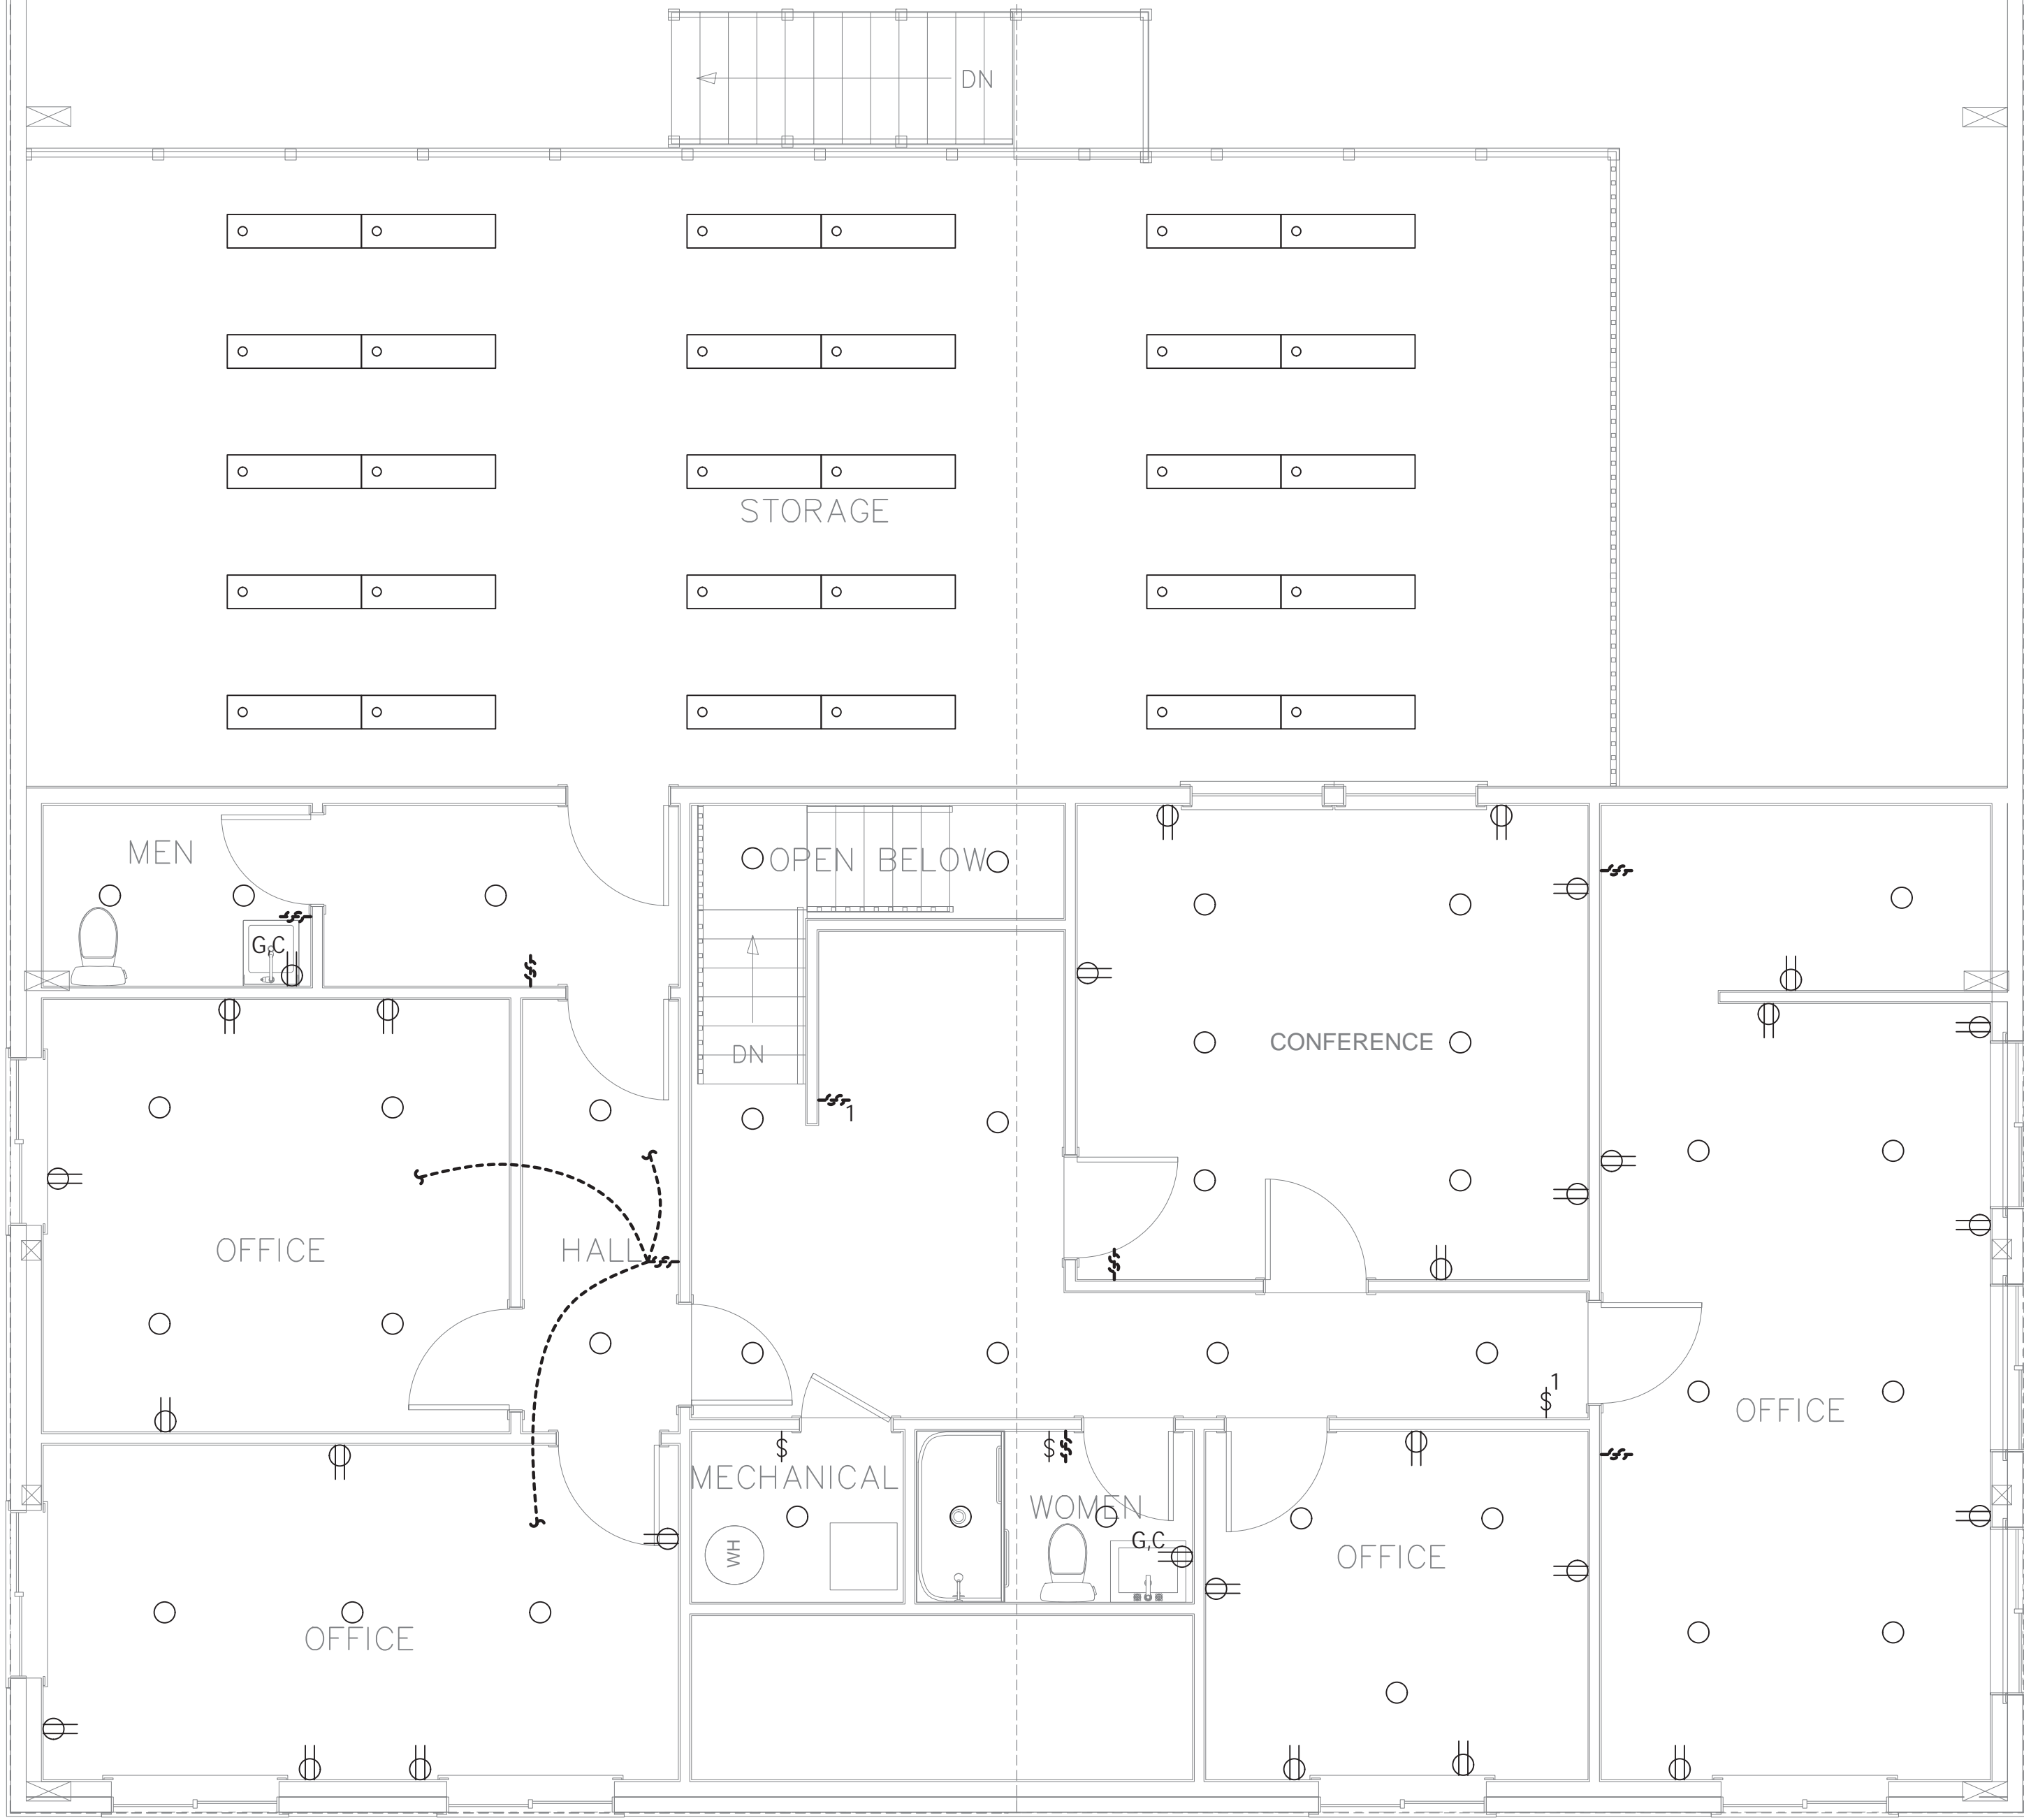 DN
STORAGE
MEN
OPEN BELOW
G,C
$
CONFERENCE
DN
$
1
OFFICE
HALL
$
$
1
$
OFFICE
$
$ $
$
MECHANICAL
WOMEN
G,C
WH
OFFICE
OFFICE